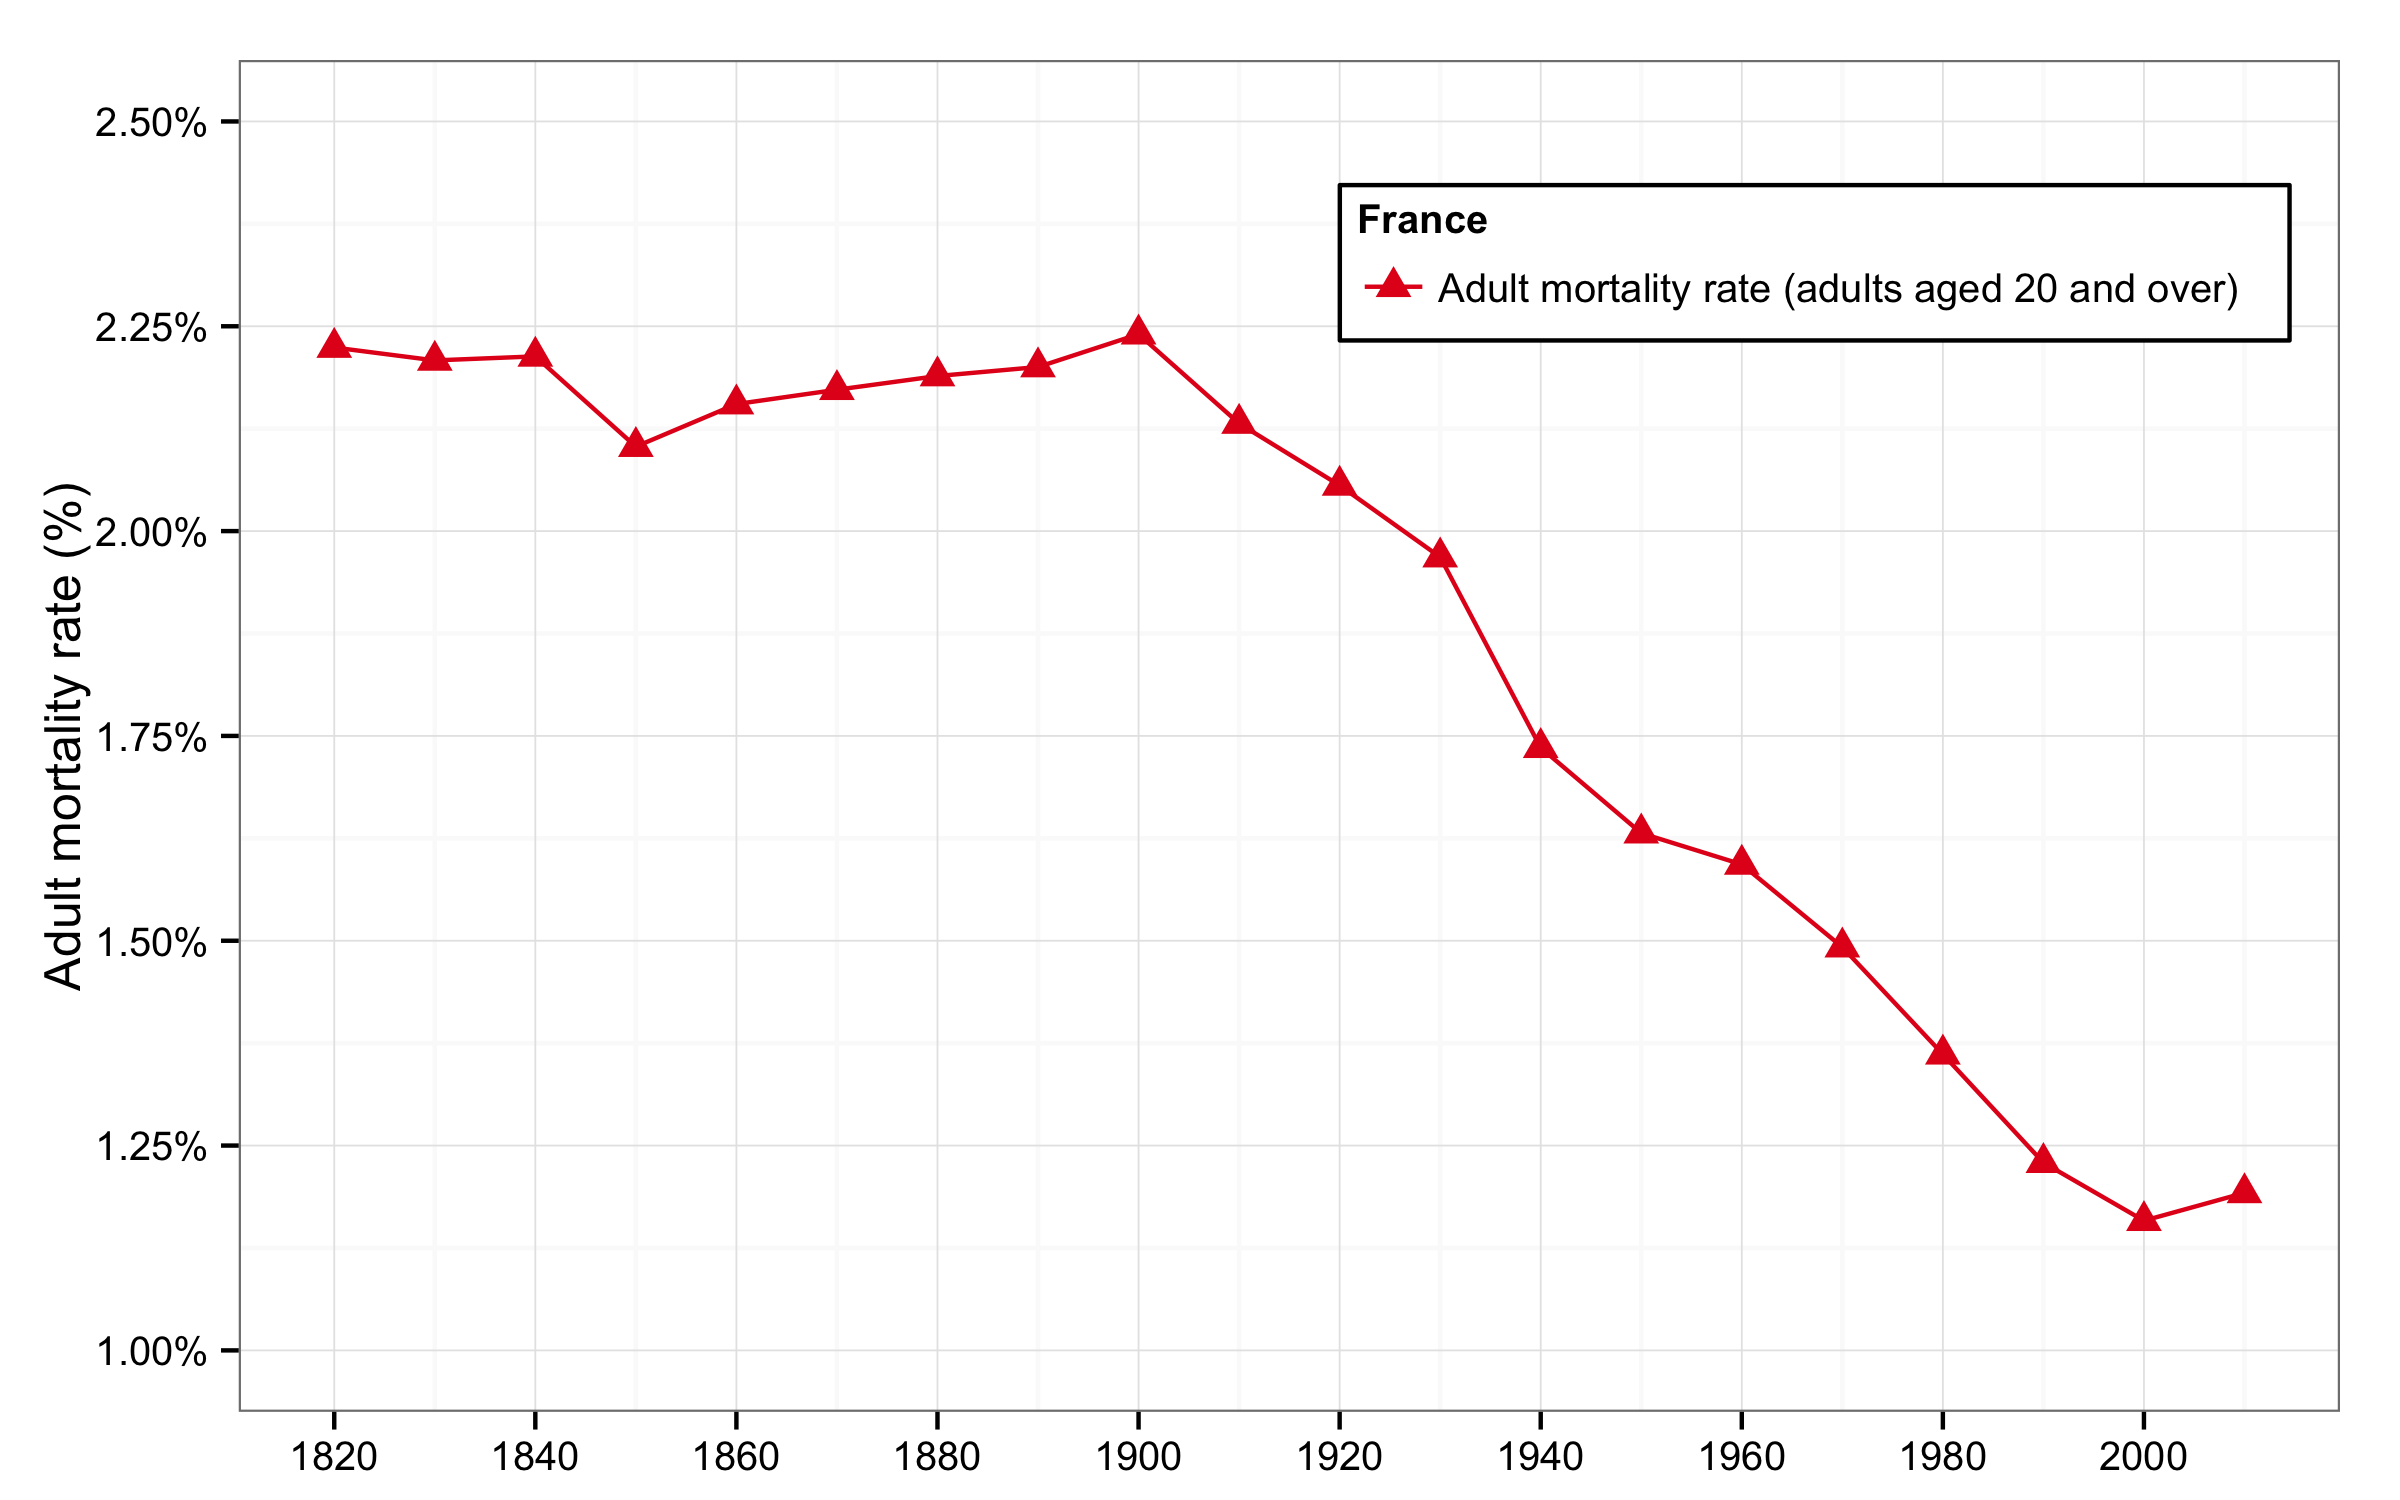 2.50%
2.25%
2.00%
1.75%
1.50%
1.25%
1.00%
Adult mortality rate (%)
France
Adult mortality rate (adults aged 20 and over)
1820 1840 1860 1880 1900 1920 1940 1960 1980 2000